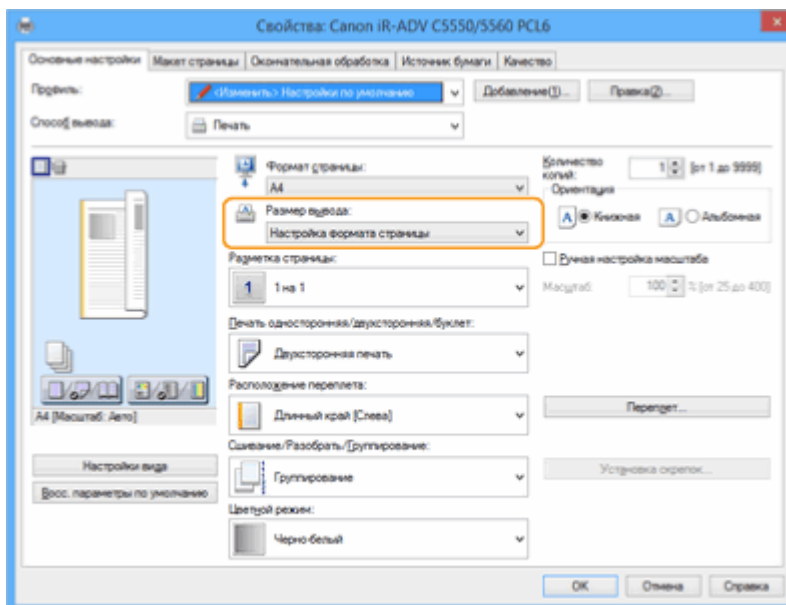 Свойства: Canon iR-ADV C5550/5560 PCL6
Основные настройки Макет страницы Окончательная обработка Источник бумаги Качество
Профиль: <Изменить> Настройки по умолчанию Добавление(1)... Правка(2)...
Способ вывода: Печать
Формат страницы:
A4
Размер вывода:
Настройка формата страницы
Количество копий: 1 [от 1 до 9999]
Ориентация
A Книжная A Альбомная
Разметка страницы:
1 1 на 1
Ручная настройка масштаба
Масштаб: 100 % [от 25 до 400]
Печать односторонняя/двухсторонняя/буклет:
Двухсторонняя печать
Расположение переплета:
Длинный край [Слева]
Переплет...
A4 [Масштаб: Авто]
Сшивание/Разобрать/Группирование:
Группирование
Установка скрепок...
Настройки вида
Восс. параметры по умолчанию
Цветной режим:
Черно белый
OK Отмена Справка